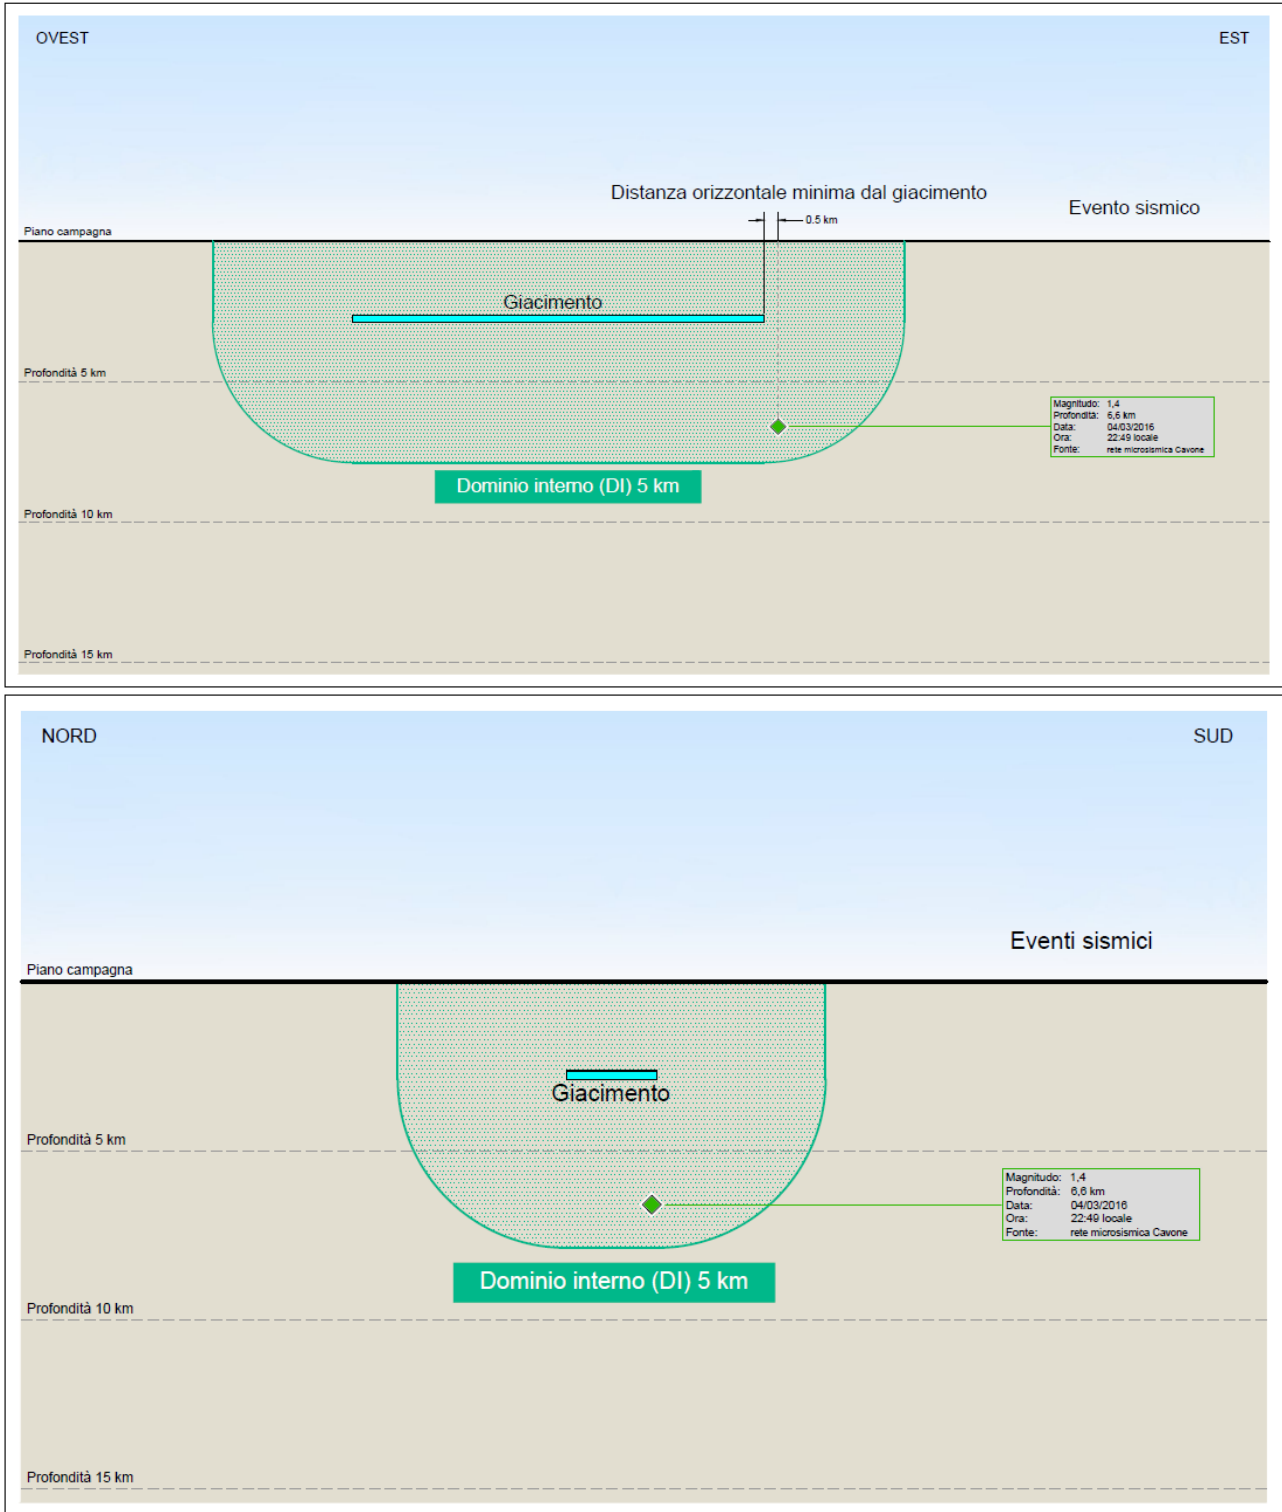 OVEST
EST
Distanza orizzontale minima dal giacimento
Evento sismico
0.5 km
Piano campagna
Giacimento
Profondità 5 km
Magnitudo: 1,4
Profondità: 6,6 km
Data: 04/03/2016
Ora: 22:49 locale
Fonte: rete microsismica Cavone
Dominio interno (DI) 5 km
Profondità 10 km
Profondità 15 km
NORD
SUD
Eventi sismici
Piano campagna
Giacimento
Profondità 5 km
Magnitudo: 1,4
Profondità: 6,6 km
Data: 04/03/2016
Ora: 22:49 locale
Fonte: rete microsismica Cavone
Dominio interno (DI) 5 km
Profondità 10 km
Profondità 15 km